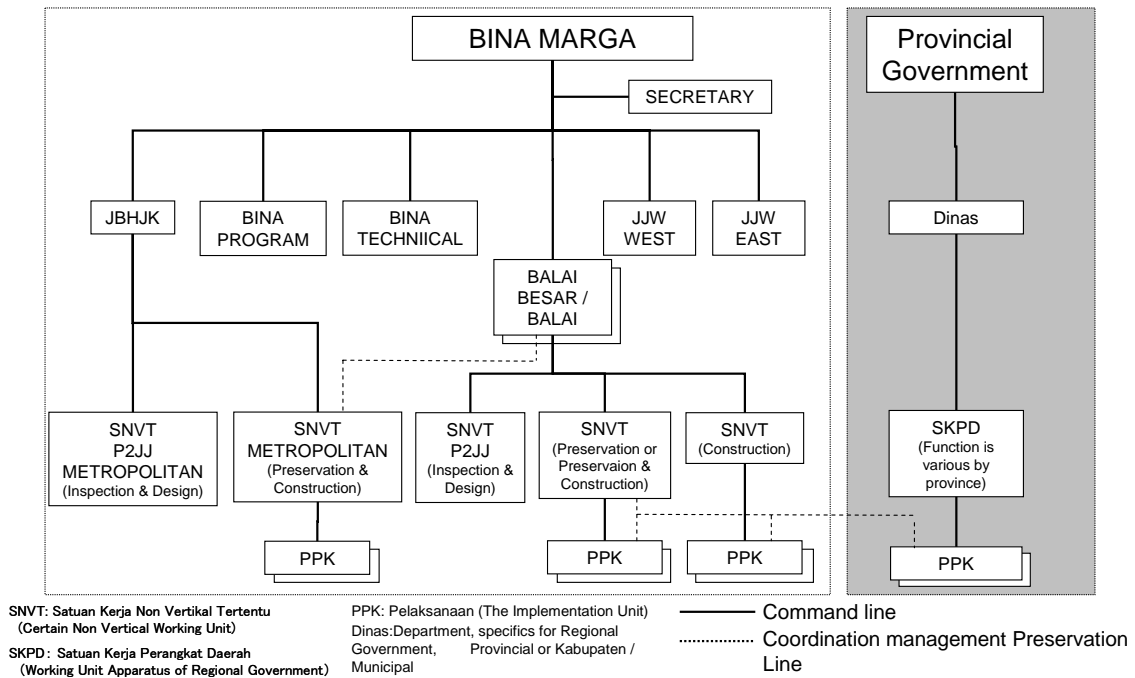 BINA MARGA
Provincial
Government
SECRETARY
JBHJK
BINA
PROGRAM
BINA
TECHNIICAL
JJW
WEST
JJW
EAST
Dinas
BALAI
BESAR /
BALAI
SNVT
P2JJ
METROPOLITAN
(Inspection & Design)
SNVT
METROPOLITAN
(Preservation &
Construction)
SNVT
P2JJ
(Inspection &
Design)
SNVT
(Preservation or
Preservaion &
Construction)
SNVT
(Construction)
SKPD
(Function is
various by
province)
PPK
PPK
PPK
PPK
SNVT: Satuan Kerja Non Vertikal Tertentu
(Certain Non Vertical Working Unit)
SKPD: Satuan Kerja Perangkat Daerah
(Working Unit Apparatus of Regional Government)
PPK: Pelaksanaan (The Implementation Unit)
Dinas:Department, specifics for Regional
Government, Provincial or Kabupaten /
Municipal
Command line
Coordination management Preservation
Line